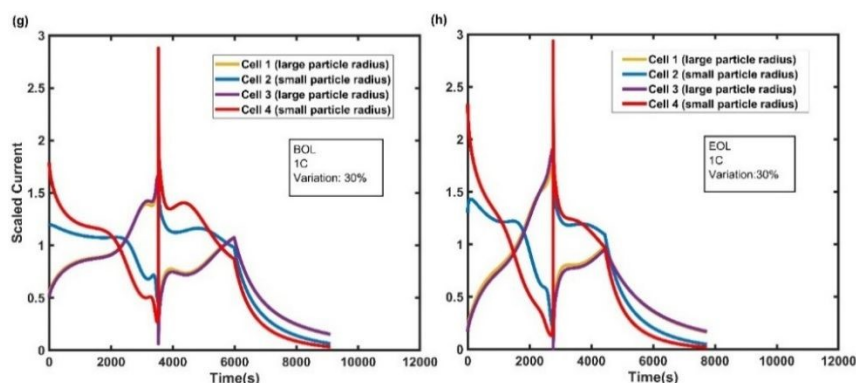 (g)
3
2.5
2
1.5
1
0.5
0
Scaled Current
Cell 1 (large particle radius)
Cell 2 (small particle radius)
Cell 3 (large particle radius)
Cell 4 (small particle radius)
BOL
1C
Variation: 30%
0 2000 4000 6000 8000 10000 12000
Time(s)
(h)
3
2.5
2
1.5
1
0.5
0
Cell 1 (large particle radius)
Cell 2 (small particle radius)
Cell 3 (large particle radius)
Cell 4 (small particle radius)
EOL
1C
Variation:30%
0 2000 4000 6000 8000 10000 12000
Time(s)